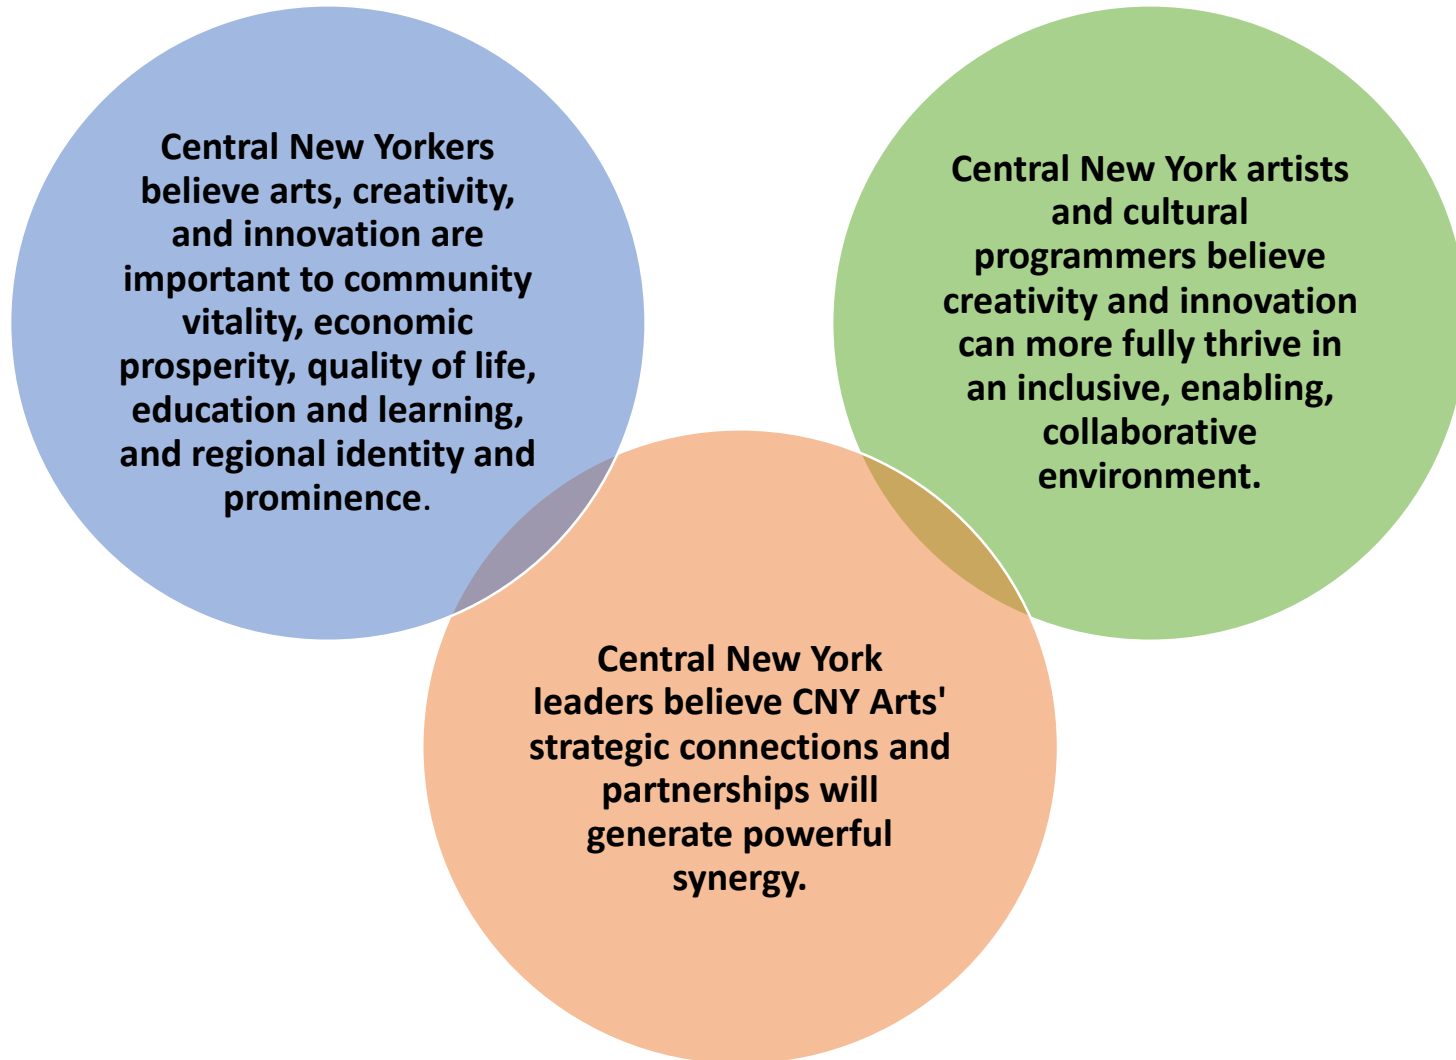 Central New Yorkers
believe arts, creativity,
and innovation are
important to community
vitality, economic
prosperity, quality of life,
education and learning,
and regional identity and
prominence.
Central New York artists
and cultural
programmers believe
creativity and innovation
can more fully thrive in
an inclusive, enabling,
collaborative
environment.
Central New York
leaders believe CNY Arts'
strategic connections and
partnerships will
generate powerful
synergy.